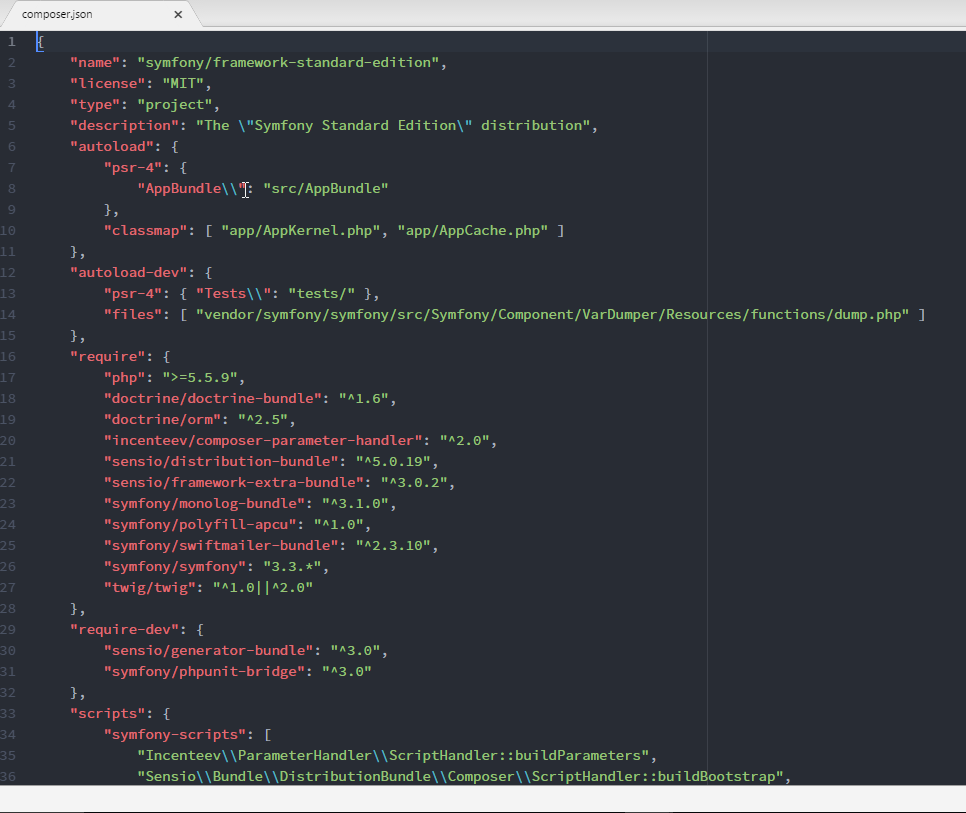 composer.json ×
1 {
2     "name": "symfony/framework-standard-edition",
3     "license": "MIT",
4     "type": "project",
5     "description": "The \"Symfony Standard Edition\" distribution",
6     "autoload": {
7         "psr-4": {
8             "AppBundle\\": "src/AppBundle"
9         },
10         "classmap": [ "app/AppKernel.php", "app/AppCache.php" ]
11     },
12     "autoload-dev": {
13         "psr-4": { "Tests\\": "tests/" },
14         "files": [ "vendor/symfony/symfony/src/Symfony/Component/VarDumper/Resources/functions/dump.php" ]
15     },
16     "require": {
17         "php": ">=5.5.9",
18         "doctrine/doctrine-bundle": "^1.6",
19         "doctrine/orm": "^2.5",
20         "incenteev/composer-parameter-handler": "^2.0",
21         "sensio/distribution-bundle": "^5.0.19",
22         "sensio/framework-extra-bundle": "^3.0.2",
23         "symfony/monolog-bundle": "^3.1.0",
24         "symfony/polyfill-apcu": "^1.0",
25         "symfony/swiftmailer-bundle": "^2.3.10",
26         "symfony/symfony": "3.3.*",
27         "twig/twig": "^1.0||^2.0"
28     },
29     "require-dev": {
30         "sensio/generator-bundle": "^3.0",
31         "symfony/phpunit-bridge": "^3.0"
32     },
33     "scripts": {
34         "symfony-scripts": [
35             "Incenteev\\ParameterHandler\\ScriptHandler::buildParameters",
36             "Sensio\\Bundle\\DistributionBundle\\Composer\\ScriptHandler::buildBootstrap",